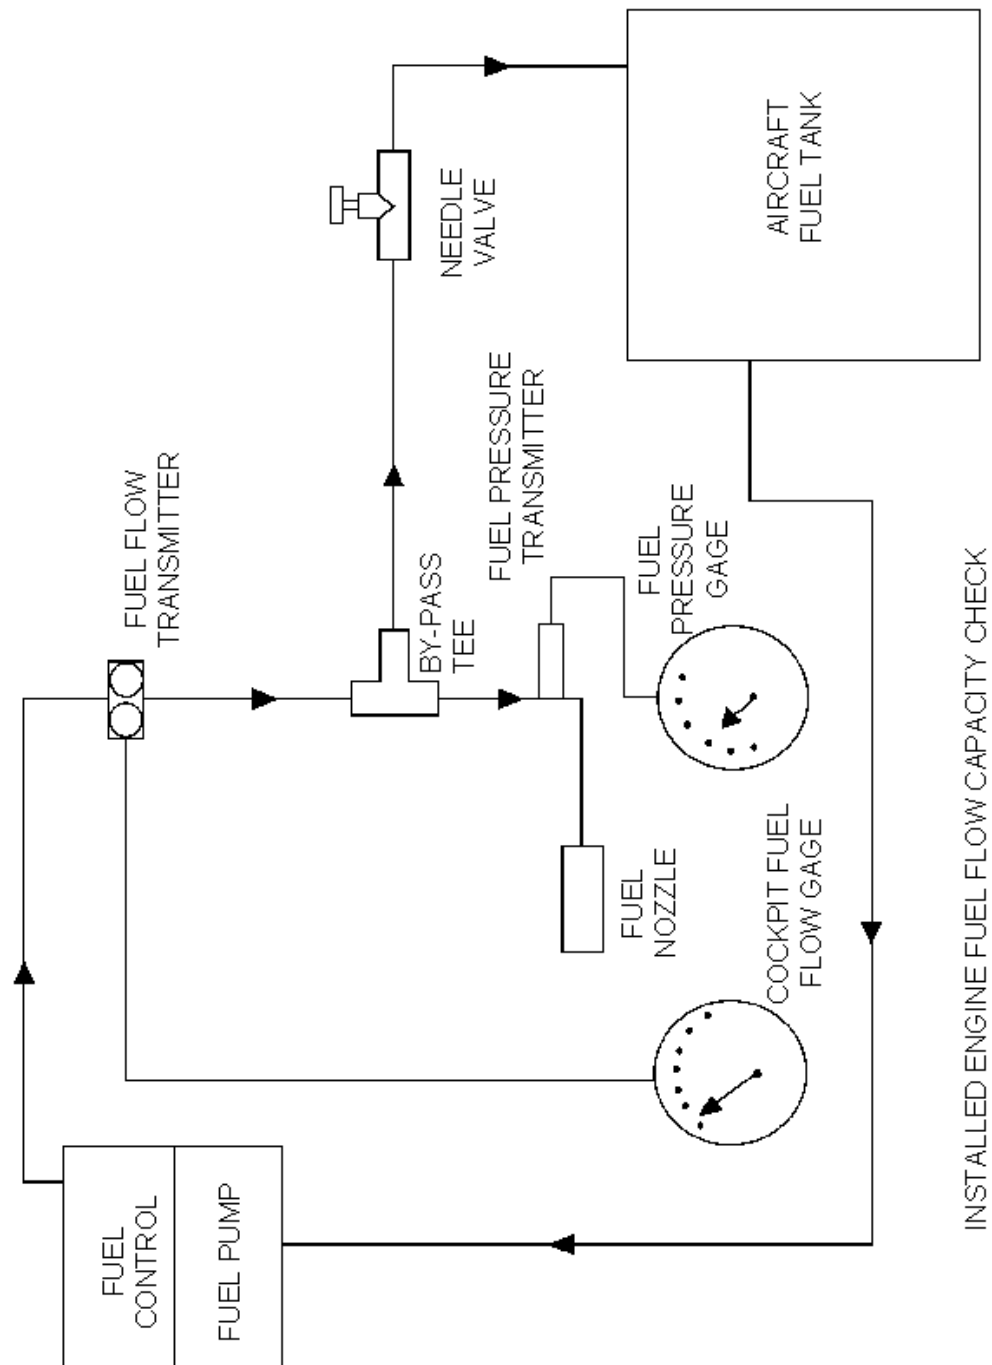 FUEL
CONTROL
FUEL PUMP
FUEL FLOW
TRANSMITTER
BY-PASS
TEE
NEEDLE
VALVE
FUEL PRESSURE
TRANSMITTER
FUEL
NOZZLE
FUEL
PRESSURE
GAGE
COCKPIT FUEL
FLOW GAGE
AIRCRAFT
FUEL TANK
INSTALLED ENGINE FUEL FLOW CAPACITY CHECK